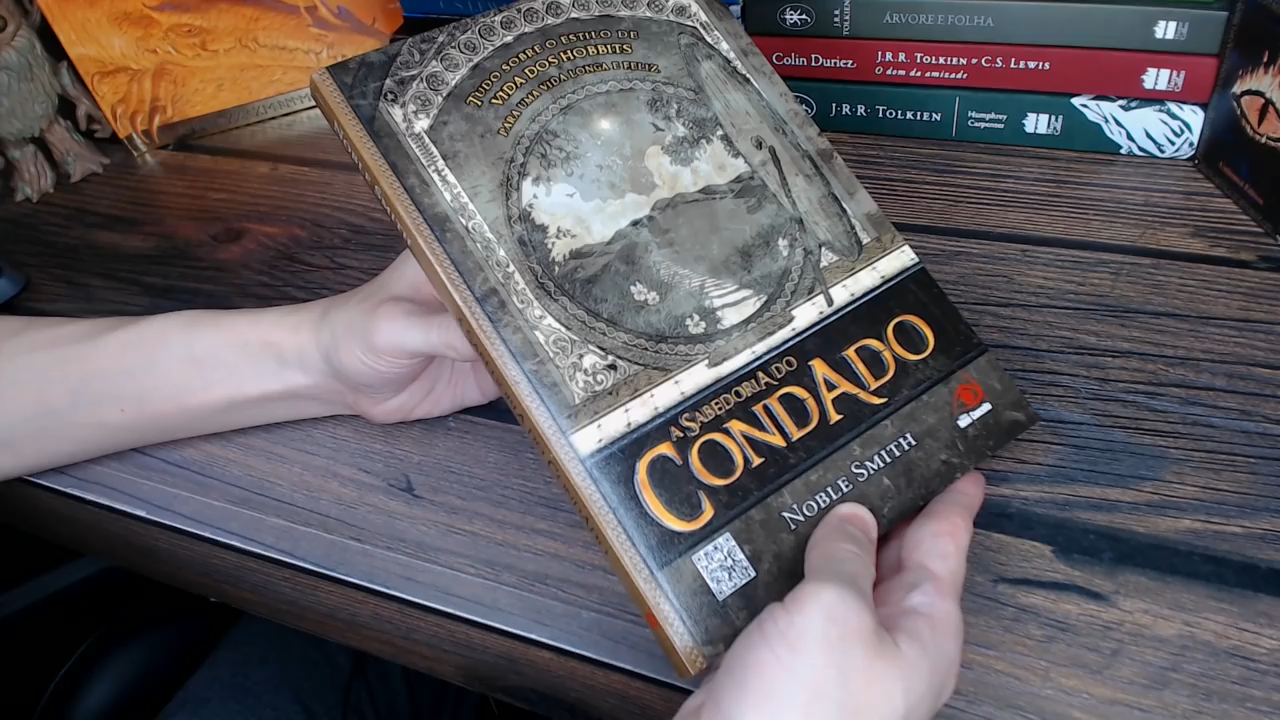 TUDO SOBRE O ESTILO DE
VIDA DOS HOBBITS
PARA UMA VIDA LONGA E FELIZ
A SABEDORIA DO
CONDADO
NOBLE SMITH
J.R.R.
TOLKIEN
ÁRVORE E FOLHA
Colin Duriez
J.R.R. TOLKIEN & C.S. LEWIS
O dom da amizade
J·R·R· TOLKIEN
Humphrey
Carpenter